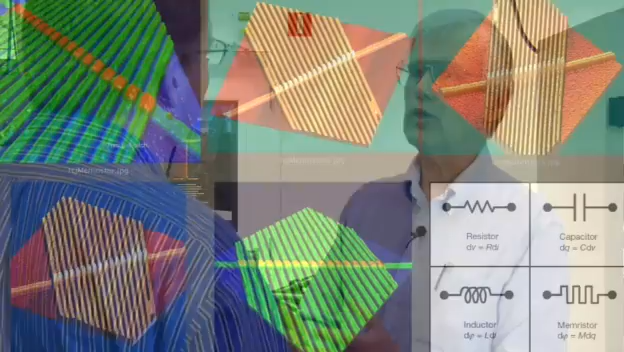 Resistor
dv = Rdi
Capacitor
dq = Cdv
Inductor
dφ = Ldi
Memristor
dφ = Mdq